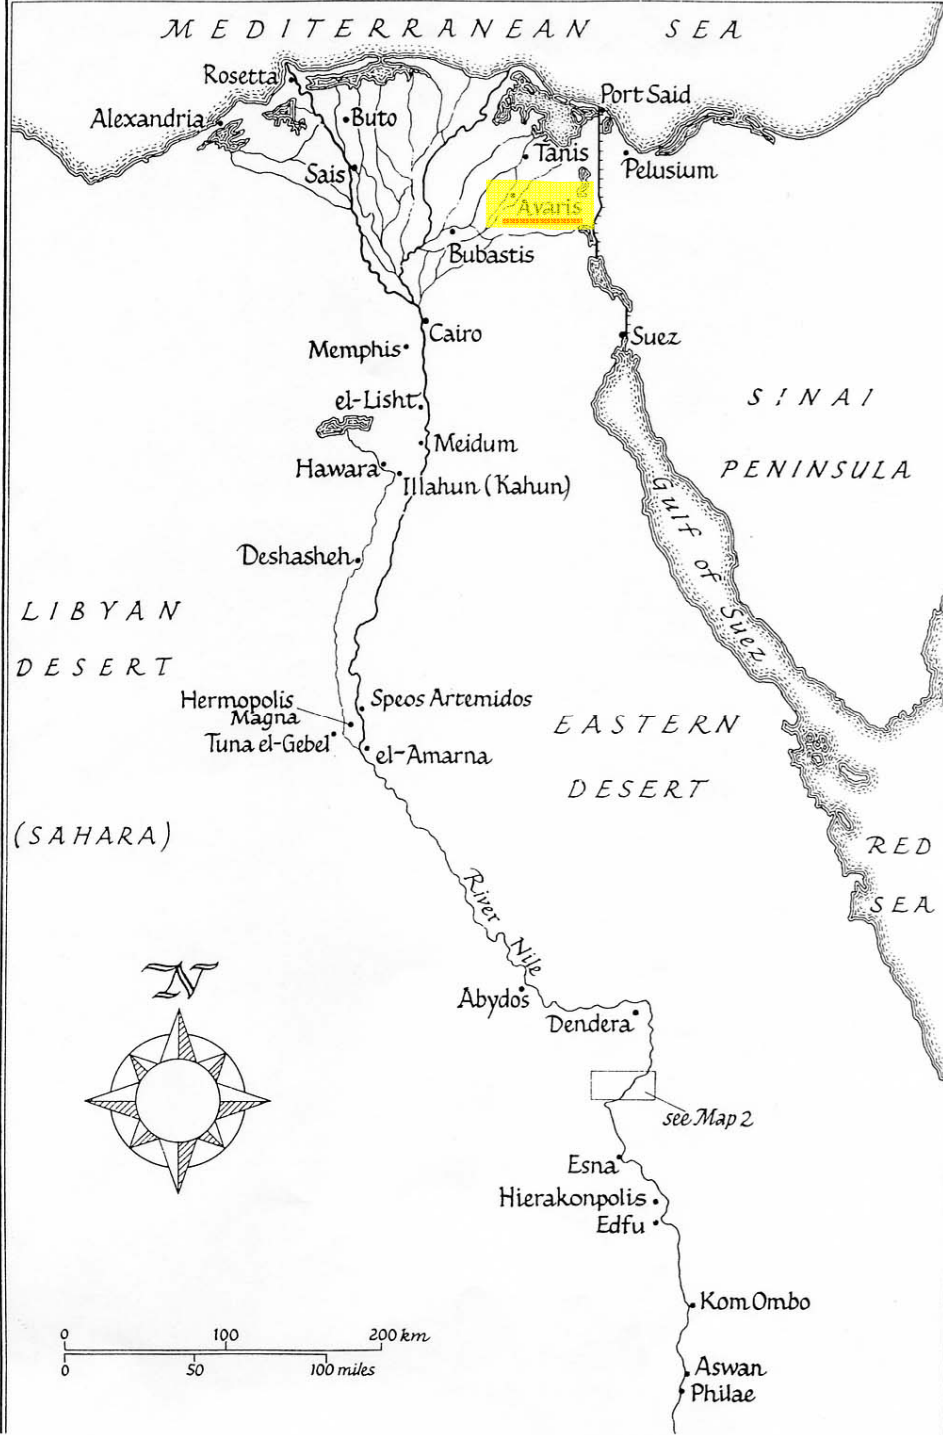 MEDITERRANEAN SEA
Rosetta
Port Said
Alexandria
Buto
Tanis
Sais
Pelusium
Avaris
Bubastis
Cairo
Suez
Memphis
el-Lisht
SINAI
PENINSULA
Meidum
Hawara
Illahun (Kahun)
Gulf of Suez
Deshasheh
LIBYAN
DESERT
Hermopolis
Magna
Speos Artemidos
Tuna el-Gebel
el-Amarna
EASTERN
DESERT
(SAHARA)
RED
SEA
River Nile
N
Abydos
Dendera
see Map 2
Esna
Hierakonpolis
Edfu
Kom Ombo
0 100 200 km
0 50 100 miles
Aswan
Philae